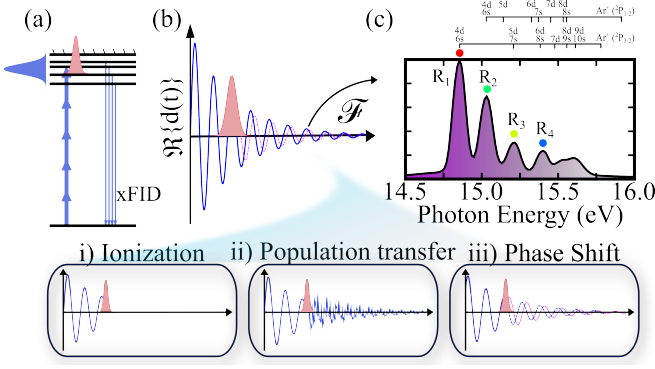 (a)
xFID
(b)
ℜ{d(t)}
ℱ
(c)
4d 5d 6d 7d 8d Ar⁺ (²P₁/₂)
6s 7s 8s
4d 5d 6d 7d 8d 9d Ar⁺ (²P₃/₂)
6s 7s 8s 9s 10s
R₁
R₂
R₃
R₄
14.5 15.0 15.5 16.0
Photon Energy (eV)
i) Ionization
ii) Population transfer
iii) Phase Shift